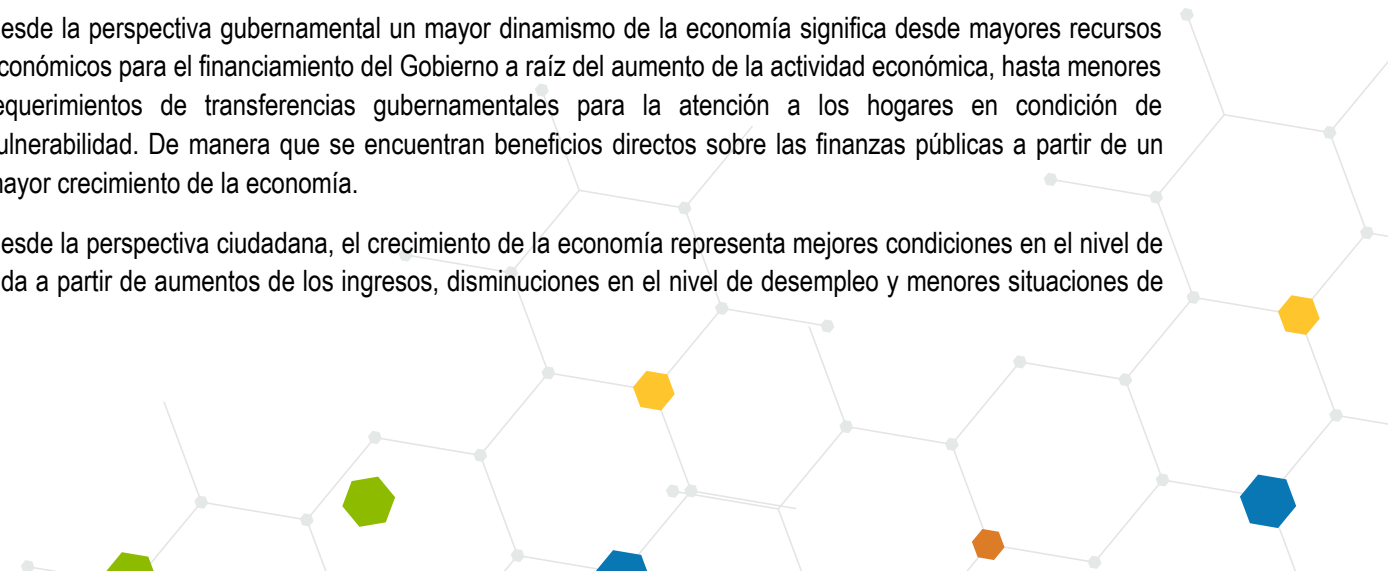 esde la perspectiva gubernamental un mayor dinamismo de la economía significa desde mayores recursos
conómicos para el financiamiento del Gobierno a raíz del aumento de la actividad económica, hasta menores
equerimientos de transferencias gubernamentales para la atención a los hogares en condición de
ulnerabilidad. De manera que se encuentran beneficios directos sobre las finanzas públicas a partir de un
ayor crecimiento de la economía.
esde la perspectiva ciudadana, el crecimiento de la economía representa mejores condiciones en el nivel de
da a partir de aumentos de los ingresos, disminuciones en el nivel de desempleo y menores situaciones de